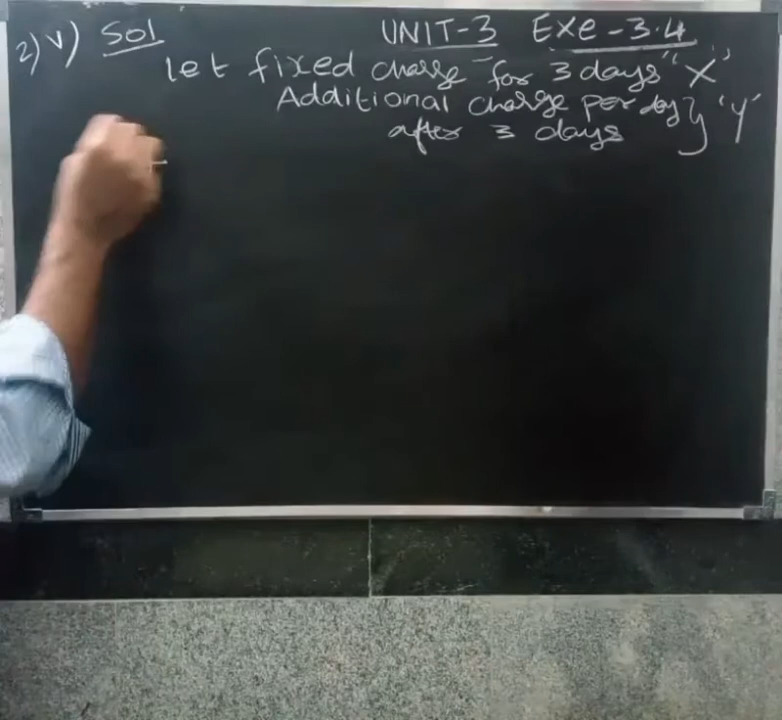 UNIT-3 EXE-3.4
2) V) Sol
Let fixed charge for 3 days "X"
Additional charge per day } 'y'
after 3 days